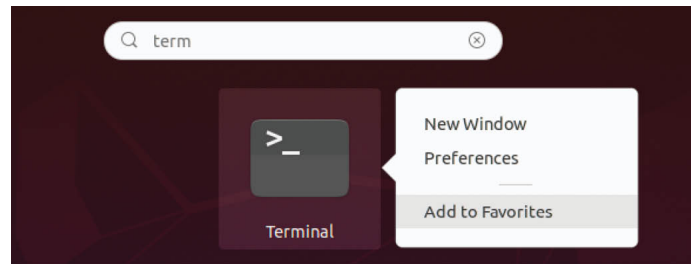 term
>_
Terminal
New Window
Preferences
Add to Favorites